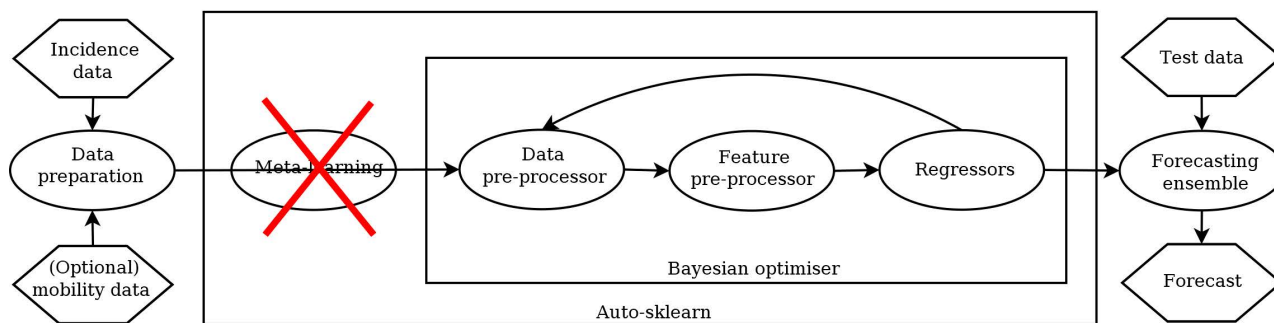 Incidence
data
Data
preparation
(Optional)
mobility data
Meta-learning
Data
pre-processor
Feature
pre-processor
Regressors
Bayesian optimiser
Auto-sklearn
Test data
Forecasting
ensemble
Forecast